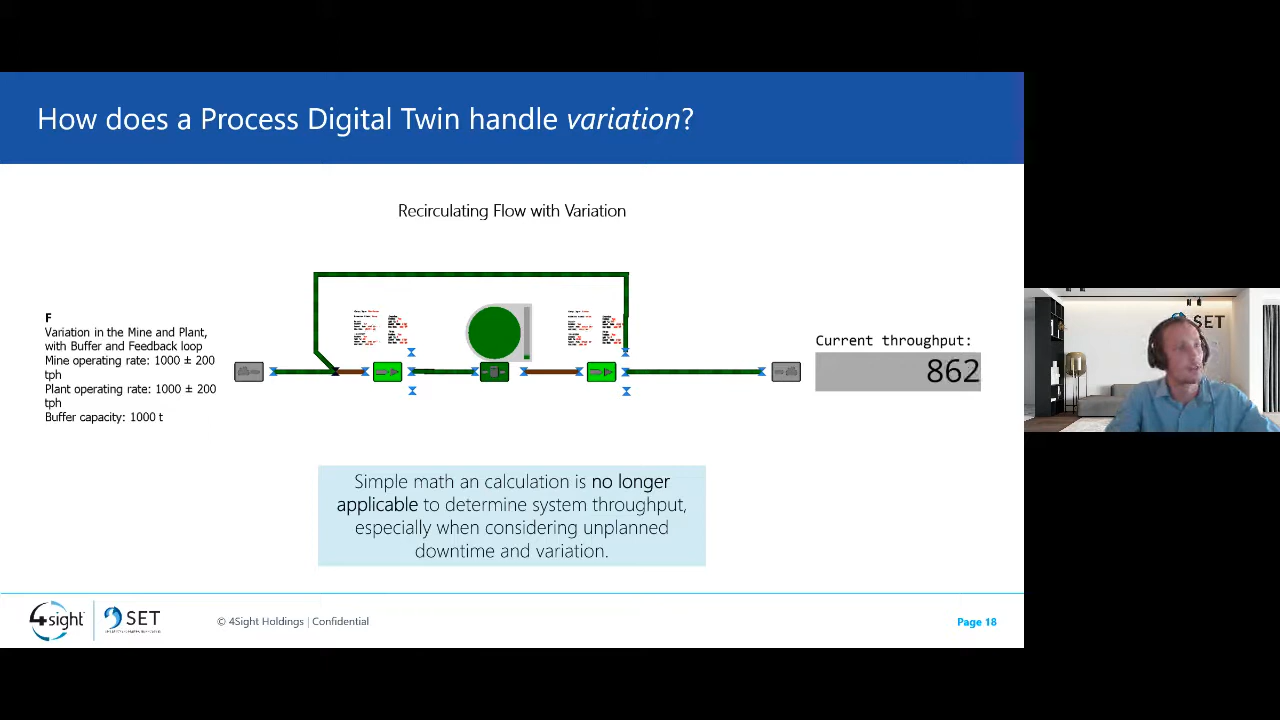 How does a Process Digital Twin handle variation?
Recirculating Flow with Variation
F
Variation in the Mine and Plant,
with Buffer and Feedback loop
Mine operating rate: 1000 ± 200
tph
Plant operating rate: 1000 ± 200
tph
Buffer capacity: 1000 t
Current throughput:
862
SET
Simple math an calculation is no longer
applicable to determine system throughput,
especially when considering unplanned
downtime and variation.
4sight
SET
© 4Sight Holdings | Confidential
Page 18